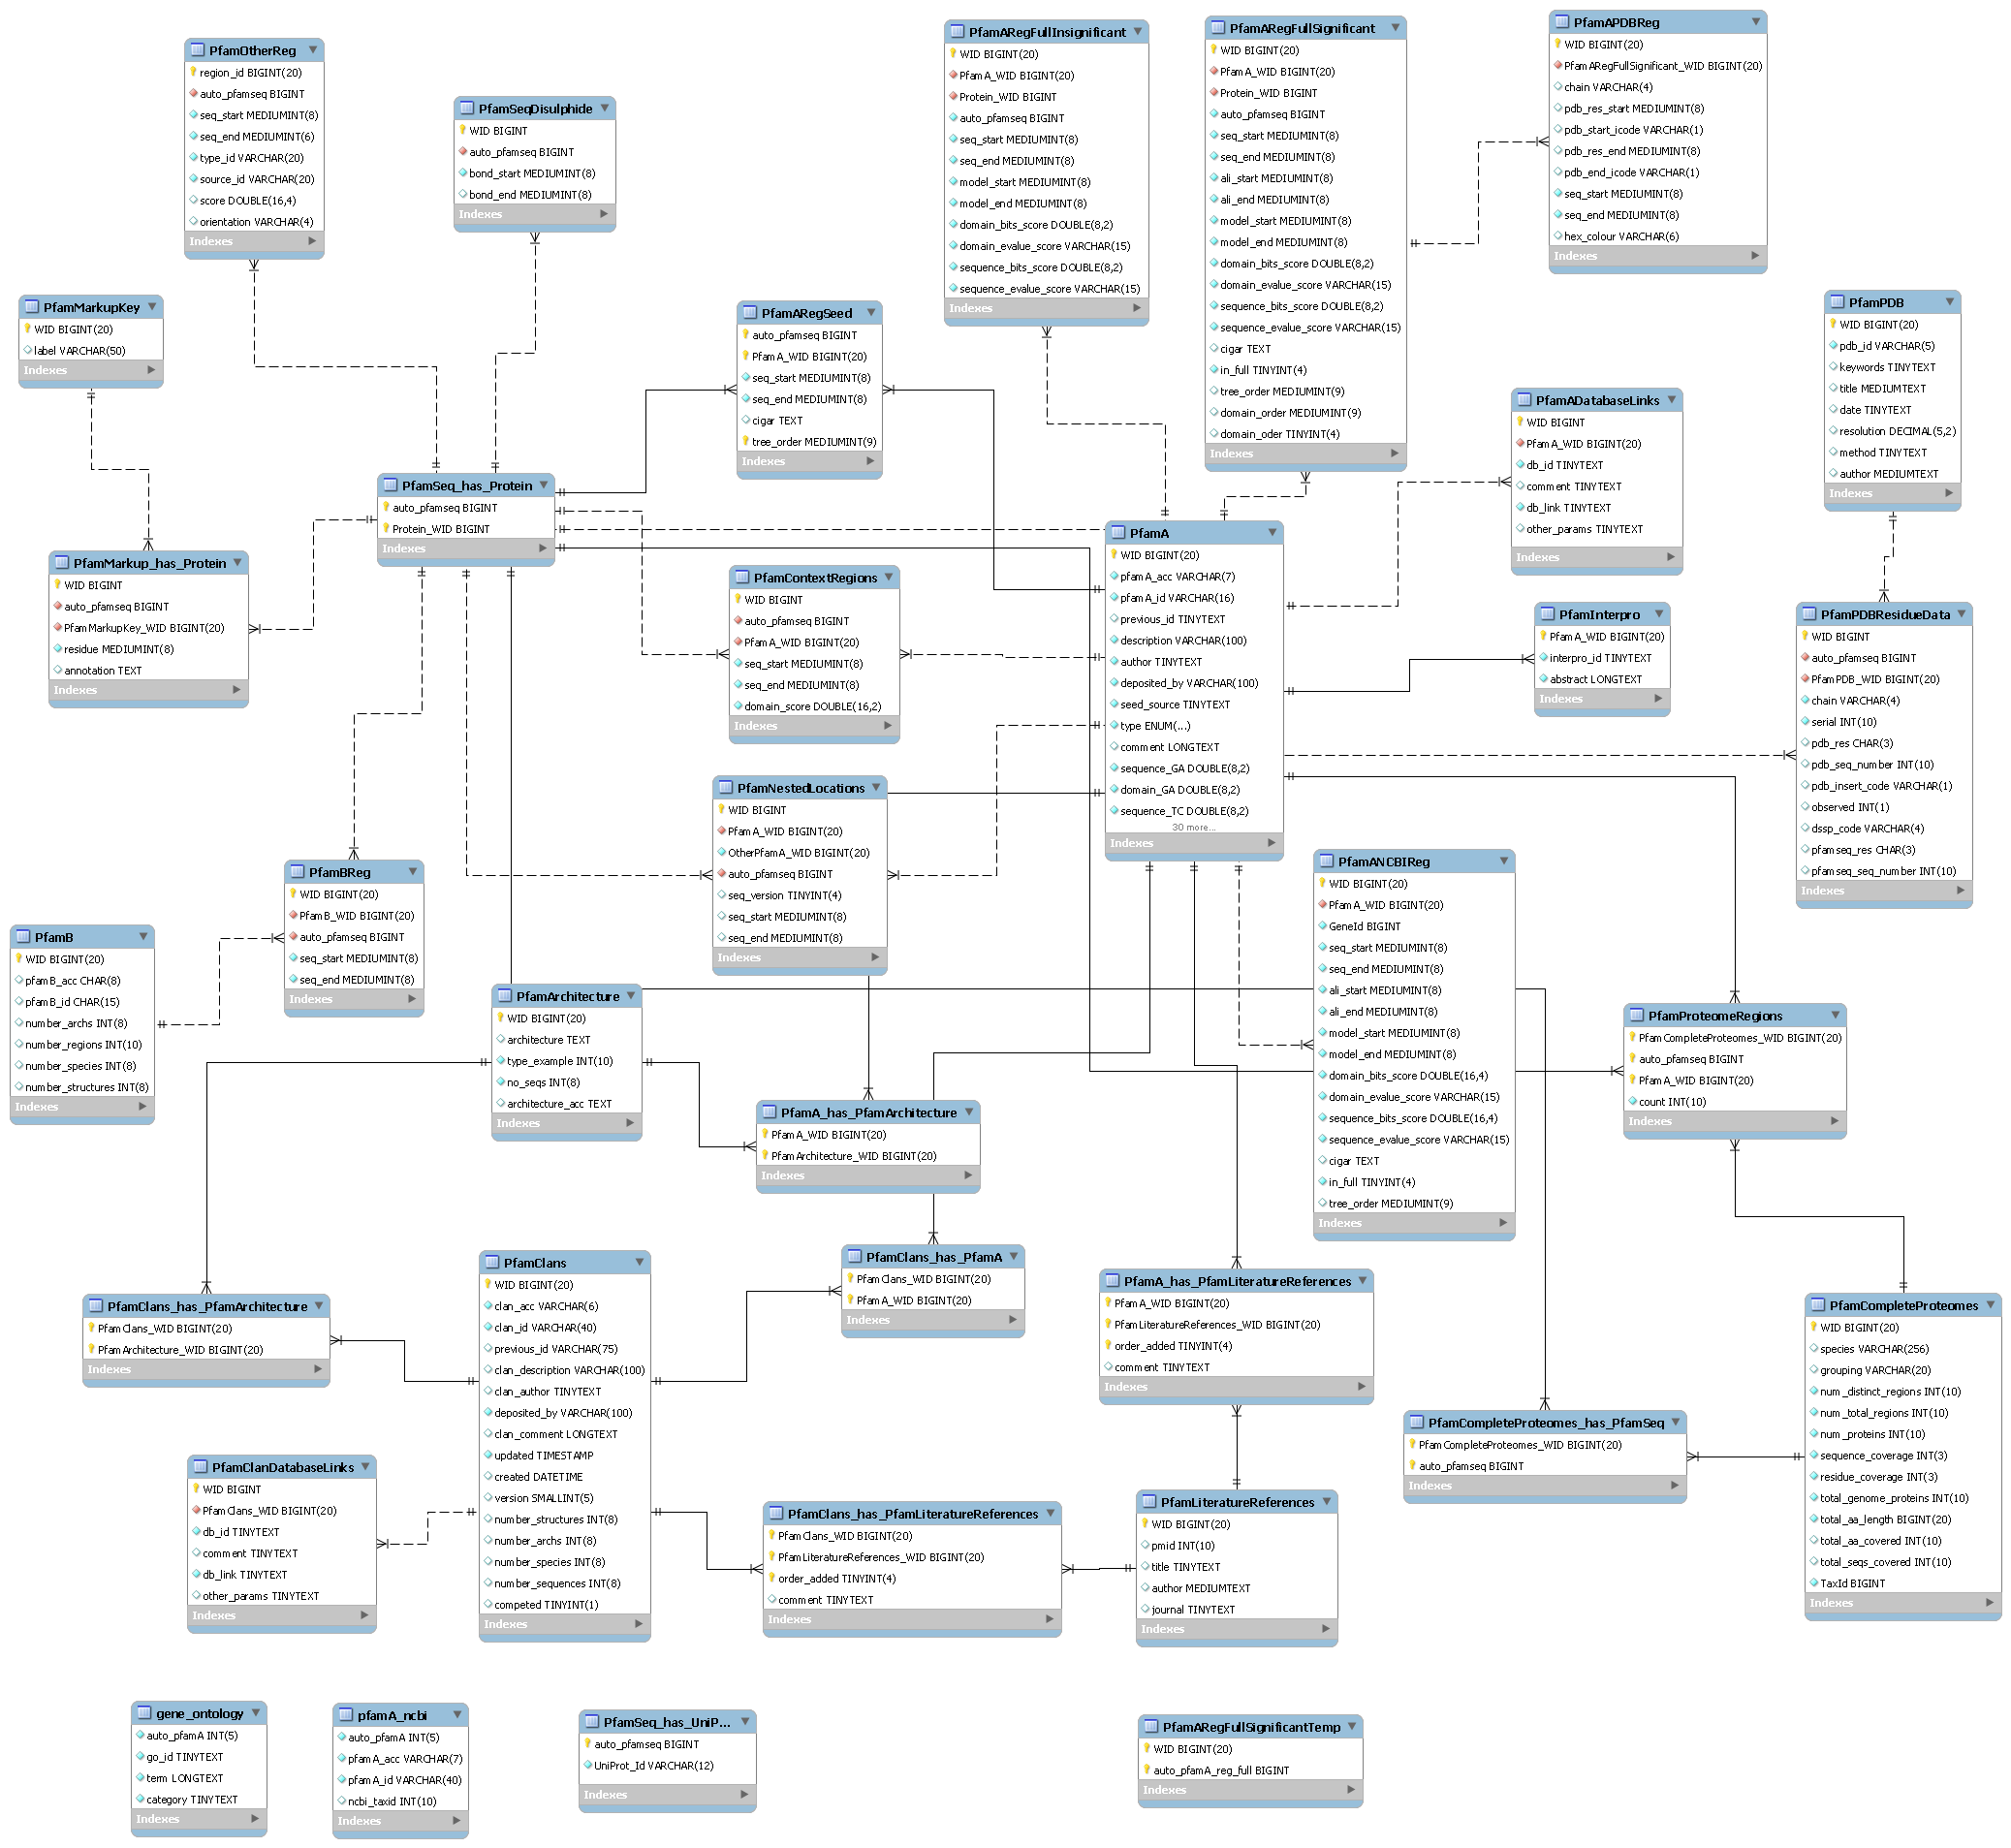 PfamOtherReg
region_id BIGINT(20)
auto_pfamseq BIGINT
seq_start MEDIUMINT(8)
seq_end MEDIUMINT(6)
type_id VARCHAR(20)
source_id VARCHAR(20)
score DOUBLE(16,4)
orientation VARCHAR(4)
Indexes
PfamSeqDisulphide
WID BIGINT
auto_pfamseq BIGINT
bond_start MEDIUMINT(8)
bond_end MEDIUMINT(8)
Indexes
PfamARegFullInsignificant
WID BIGINT(20)
PfamA_WID BIGINT(20)
Protein_WID BIGINT
auto_pfamseq BIGINT
seq_start MEDIUMINT(8)
seq_end MEDIUMINT(8)
model_start MEDIUMINT(8)
model_end MEDIUMINT(8)
domain_bits_score DOUBLE(8,2)
domain_evalue_score VARCHAR(15)
sequence_bits_score DOUBLE(8,2)
sequence_evalue_score VARCHAR(15)
Indexes
PfamARegFullSignificant
WID BIGINT(20)
PfamA_WID BIGINT(20)
Protein_WID BIGINT
auto_pfamseq BIGINT
seq_start MEDIUMINT(8)
seq_end MEDIUMINT(8)
ali_start MEDIUMINT(8)
ali_end MEDIUMINT(8)
model_start MEDIUMINT(8)
model_end MEDIUMINT(8)
domain_bits_score DOUBLE(8,2)
domain_evalue_score VARCHAR(15)
sequence_bits_score DOUBLE(8,2)
sequence_evalue_score VARCHAR(15)
cigar TEXT
in_full TINYINT(4)
tree_order MEDIUMINT(9)
domain_order MEDIUMINT(9)
domain_oder TINYINT(4)
Indexes
PfamAPDBReg
WID BIGINT(20)
PfamARegFullSignificant_WID BIGINT(20)
chain VARCHAR(4)
pdb_res_start MEDIUMINT(8)
pdb_start_icode VARCHAR(1)
pdb_res_end MEDIUMINT(8)
pdb_end_icode VARCHAR(1)
seq_start MEDIUMINT(8)
seq_end MEDIUMINT(8)
hex_colour VARCHAR(6)
Indexes
PfamMarkupKey
WID BIGINT(20)
label VARCHAR(50)
Indexes
PfamARegSeed
auto_pfamseq BIGINT
PfamA_WID BIGINT(20)
seq_start MEDIUMINT(8)
seq_end MEDIUMINT(8)
cigar TEXT
tree_order MEDIUMINT(9)
Indexes
PfamPDB
WID BIGINT(20)
pdb_id VARCHAR(5)
keywords TINYTEXT
title MEDIUMTEXT
date TINYTEXT
resolution DECIMAL(5,2)
method TINYTEXT
author MEDIUMTEXT
Indexes
PfamADatabaseLinks
WID BIGINT
PfamA_WID BIGINT(20)
db_id TINYTEXT
comment TINYTEXT
db_link TINYTEXT
other_params TINYTEXT
Indexes
PfamSeq_has_Protein
auto_pfamseq BIGINT
Protein_WID BIGINT
Indexes
PfamMarkup_has_Protein
WID BIGINT
auto_pfamseq BIGINT
PfamMarkupKey_WID BIGINT(20)
residue MEDIUMINT(8)
annotation TEXT
Indexes
PfamContextRegions
WID BIGINT
auto_pfamseq BIGINT
PfamA_WID BIGINT(20)
seq_start MEDIUMINT(8)
seq_end MEDIUMINT(8)
domain_score DOUBLE(16,2)
Indexes
PfamA
WID BIGINT(20)
pfamA_acc VARCHAR(7)
pfamA_id VARCHAR(16)
previous_id TINYTEXT
description VARCHAR(100)
author TINYTEXT
deposited_by VARCHAR(100)
seed_source TINYTEXT
type ENUM(...)
comment LONGTEXT
sequence_GA DOUBLE(8,2)
domain_GA DOUBLE(8,2)
sequence_TC DOUBLE(8,2)
30 more...
Indexes
PfamInterpro
PfamA_WID BIGINT(20)
interpro_id TINYTEXT
abstract LONGTEXT
Indexes
PfamPDBResidueData
WID BIGINT
auto_pfamseq BIGINT
PfamPDB_WID BIGINT(20)
chain VARCHAR(4)
serial INT(10)
pdb_res CHAR(3)
pdb_seq_number INT(10)
pdb_insert_code VARCHAR(1)
observed INT(1)
dssp_code VARCHAR(4)
pfamseq_res CHAR(3)
pfamseq_seq_number INT(10)
Indexes
PfamNestedLocations
WID BIGINT
PfamA_WID BIGINT(20)
OtherPfamA_WID BIGINT(20)
auto_pfamseq BIGINT
seq_version TINYINT(4)
seq_start MEDIUMINT(8)
seq_end MEDIUMINT(8)
Indexes
PfamBReg
WID BIGINT(20)
PfamB_WID BIGINT(20)
auto_pfamseq BIGINT
seq_start MEDIUMINT(8)
seq_end MEDIUMINT(8)
Indexes
PfamB
WID BIGINT(20)
pfamB_acc CHAR(8)
pfamB_id CHAR(15)
number_archs INT(8)
number_regions INT(10)
number_species INT(8)
number_structures INT(8)
Indexes
PfamANCBIReg
WID BIGINT(20)
PfamA_WID BIGINT(20)
GeneId BIGINT
seq_start MEDIUMINT(8)
seq_end MEDIUMINT(8)
ali_start MEDIUMINT(8)
ali_end MEDIUMINT(8)
model_start MEDIUMINT(8)
model_end MEDIUMINT(8)
domain_bits_score DOUBLE(16,4)
domain_evalue_score VARCHAR(15)
sequence_bits_score DOUBLE(16,4)
sequence_evalue_score VARCHAR(15)
cigar TEXT
in_full TINYINT(4)
tree_order MEDIUMINT(9)
Indexes
PfamArchitecture
WID BIGINT(20)
architecture TEXT
type_example INT(10)
no_seqs INT(8)
architecture_acc TEXT
Indexes
PfamProteomeRegions
PfamCompleteProteomes_WID BIGINT(20)
auto_pfamseq BIGINT
PfamA_WID BIGINT(20)
count INT(10)
Indexes
PfamA_has_PfamArchitecture
PfamA_WID BIGINT(20)
PfamArchitecture_WID BIGINT(20)
Indexes
PfamClans_has_PfamArchitecture
PfamClans_WID BIGINT(20)
PfamArchitecture_WID BIGINT(20)
Indexes
PfamClans
WID BIGINT(20)
clan_acc VARCHAR(6)
clan_id VARCHAR(40)
previous_id VARCHAR(75)
clan_description VARCHAR(100)
clan_author TINYTEXT
deposited_by VARCHAR(100)
clan_comment LONGTEXT
updated TIMESTAMP
created DATETIME
version SMALLINT(5)
number_structures INT(8)
number_archs INT(8)
number_species INT(8)
number_sequences INT(8)
competed TINYINT(1)
Indexes
PfamClans_has_PfamA
PfamClans_WID BIGINT(20)
PfamA_WID BIGINT(20)
Indexes
PfamA_has_PfamLiteratureReferences
PfamA_WID BIGINT(20)
PfamLiteratureReferences_WID BIGINT(20)
order_added TINYINT(4)
comment TINYTEXT
Indexes
PfamCompleteProteomes
WID BIGINT(20)
species VARCHAR(256)
grouping VARCHAR(20)
num_distinct_regions INT(10)
num_total_regions INT(10)
num_proteins INT(10)
sequence_coverage INT(3)
residue_coverage INT(3)
total_genome_proteins INT(10)
total_aa_length BIGINT(20)
total_aa_covered INT(10)
total_seqs_covered INT(10)
TaxId BIGINT
Indexes
PfamCompleteProteomes_has_PfamSeq
PfamCompleteProteomes_WID BIGINT(20)
auto_pfamseq BIGINT
Indexes
PfamClanDatabaseLinks
WID BIGINT
PfamClans_WID BIGINT(20)
db_id TINYTEXT
comment TINYTEXT
db_link TINYTEXT
other_params TINYTEXT
Indexes
PfamClans_has_PfamLiteratureReferences
PfamClans_WID BIGINT(20)
PfamLiteratureReferences_WID BIGINT(20)
order_added TINYINT(4)
comment TINYTEXT
Indexes
PfamLiteratureReferences
WID BIGINT(20)
pmid INT(10)
title TINYTEXT
author MEDIUMTEXT
journal TINYTEXT
Indexes
gene_ontology
auto_pfamA INT(5)
go_id TINYTEXT
term LONGTEXT
category TINYTEXT
Indexes
pfamA_ncbi
auto_pfamA INT(5)
pfamA_acc VARCHAR(7)
pfamA_id VARCHAR(40)
ncbi_taxid INT(10)
Indexes
PfamSeq_has_UniP...
auto_pfamseq BIGINT
UniProt_Id VARCHAR(12)
Indexes
PfamARegFullSignificantTemp
WID BIGINT(20)
auto_pfamA_reg_full BIGINT
Indexes